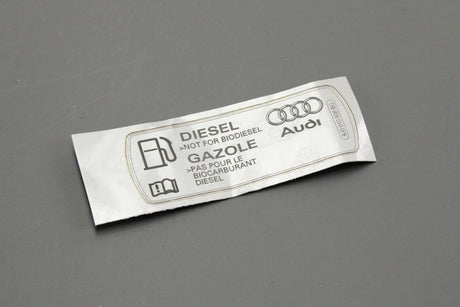 DIESEL
>NOT FOR BIODIESEL
GAZOLE
>PAS POUR LE
BIOCARBURANT
DIESEL
Audi